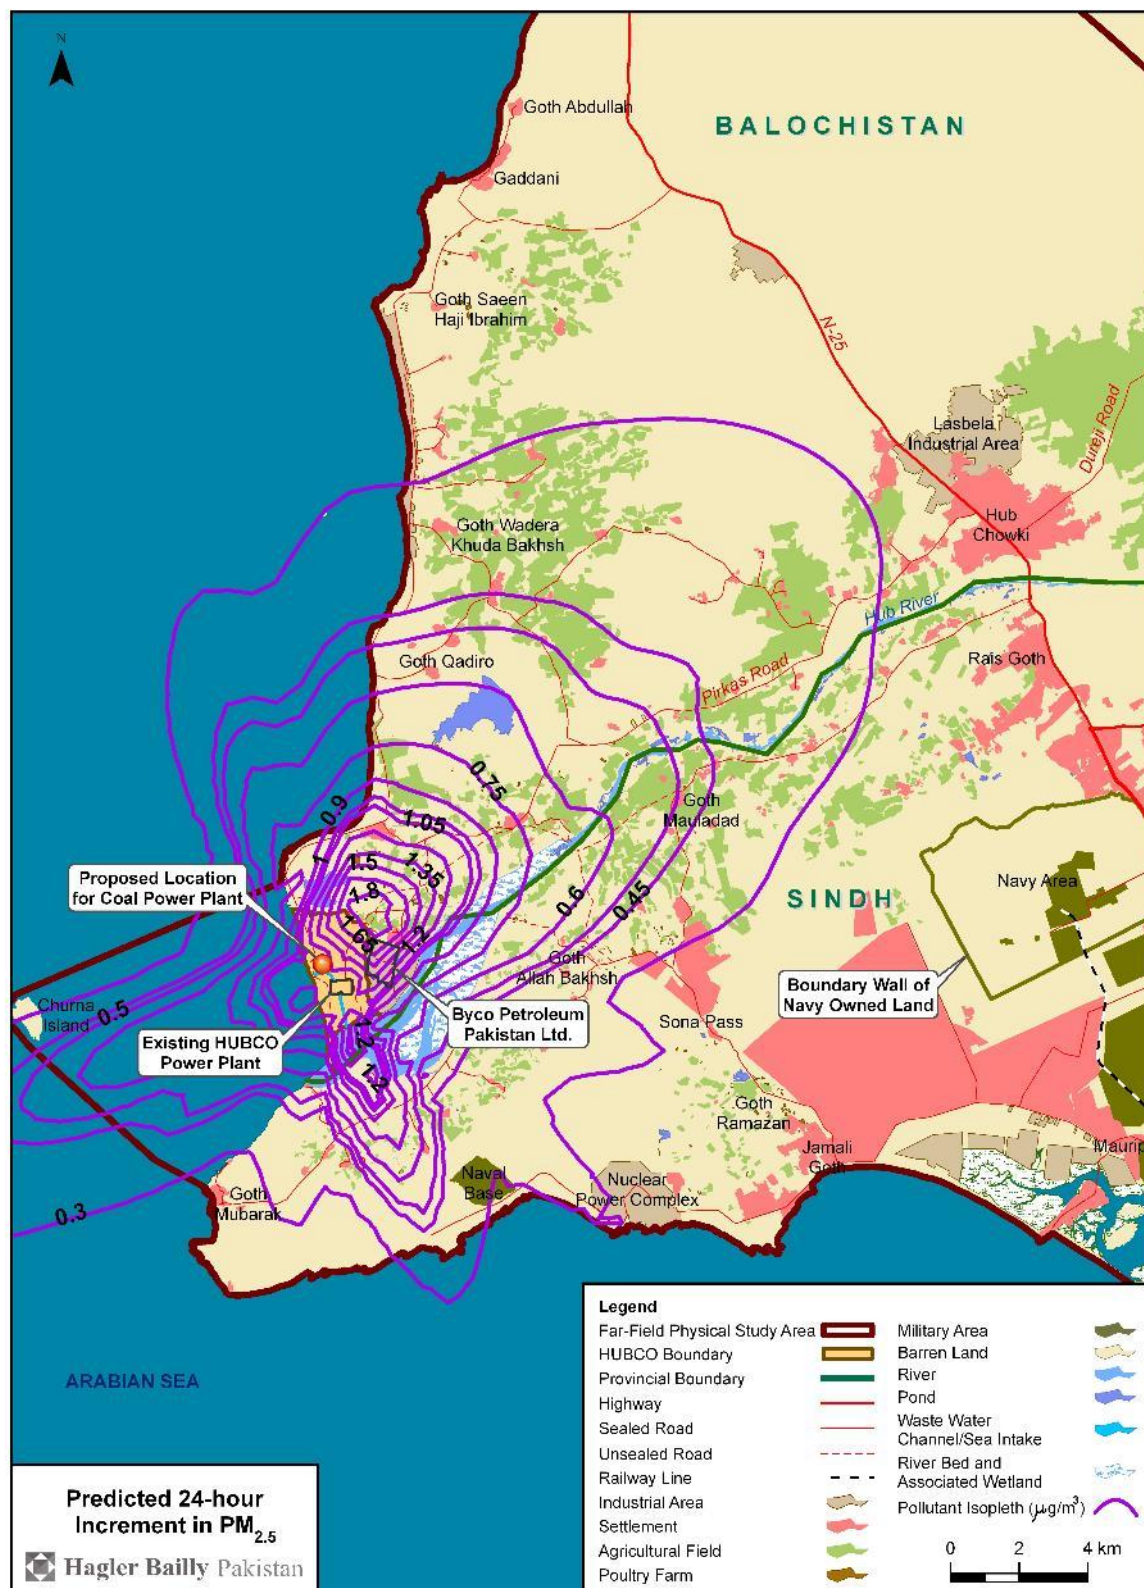 N
Goth Abdullah
BALOCHISTAN
Gaddani
Goth Saeen
Haji Ibrahim
N-25
Lasbela
Industrial Area
Dureji Road
Hub
Chowki
Goth Wadera
Khuda Bakhsh
Hub River
Rais Goth
Goth Qadiro
Pirkas Road
0.75
0.9
1.05
Goth
Mauladad
1
1.5
1.35
Proposed Location
for Coal Power Plant
1.8
0.6
0.45
SINDH
Navy Area
1.65
1.2
Goth
Allah Bakhsh
Boundary Wall of
Navy Owned Land
Churna
Island
0.5
Byco Petroleum
Pakistan Ltd.
Sona Pass
Existing HUBCO
Power Plant
1.2
1.2
Goth
Ramazan
Jamali
Goth
Maurip
Goth
Mubarak
Naval
Base
Nuclear
Power Complex
0.3
ARABIAN SEA
Legend
Far-Field Physical Study Area
HUBCO Boundary
Provincial Boundary
Highway
Sealed Road
Unsealed Road
Railway Line
Industrial Area
Settlement
Agricultural Field
Poultry Farm
Military Area
Barren Land
River
Pond
Waste Water
Channel/Sea Intake
River Bed and
Associated Wetland
Pollutant Isopleth (µg/m³)
0 2 4 km
Predicted 24-hour
Increment in PM2.5
Hagler Bailly Pakistan